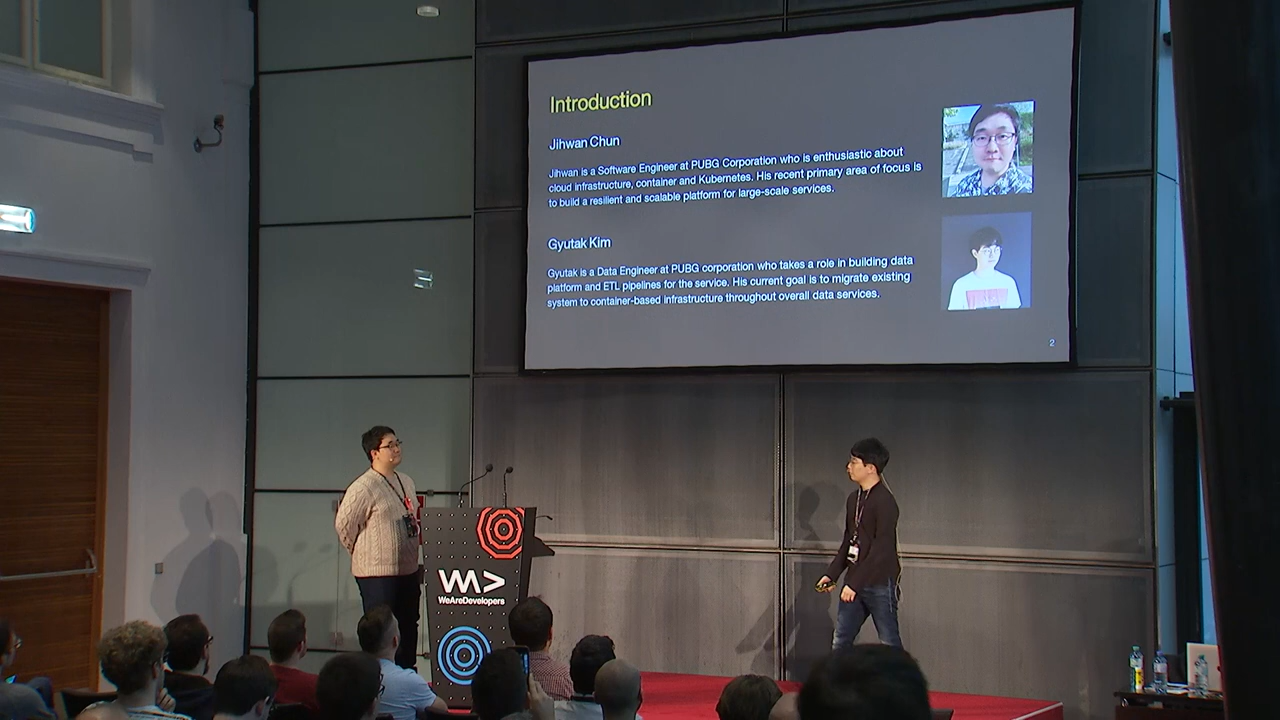 Introduction
Jihwan Chun
Jihwan is a Software Engineer at PUBG Corporation who is enthusiastic about
cloud infrastructure, container and Kubernetes. His recent primary area of focus is
to build a resilient and scalable platform for large-scale services.
Gyutak Kim
Gyutak is a Data Engineer at PUBG corporation who takes a role in building data
platform and ETL pipelines for the service. His current goal is to migrate existing
system to container-based infrastructure throughout overall data services.
2
WeAreDevelopers